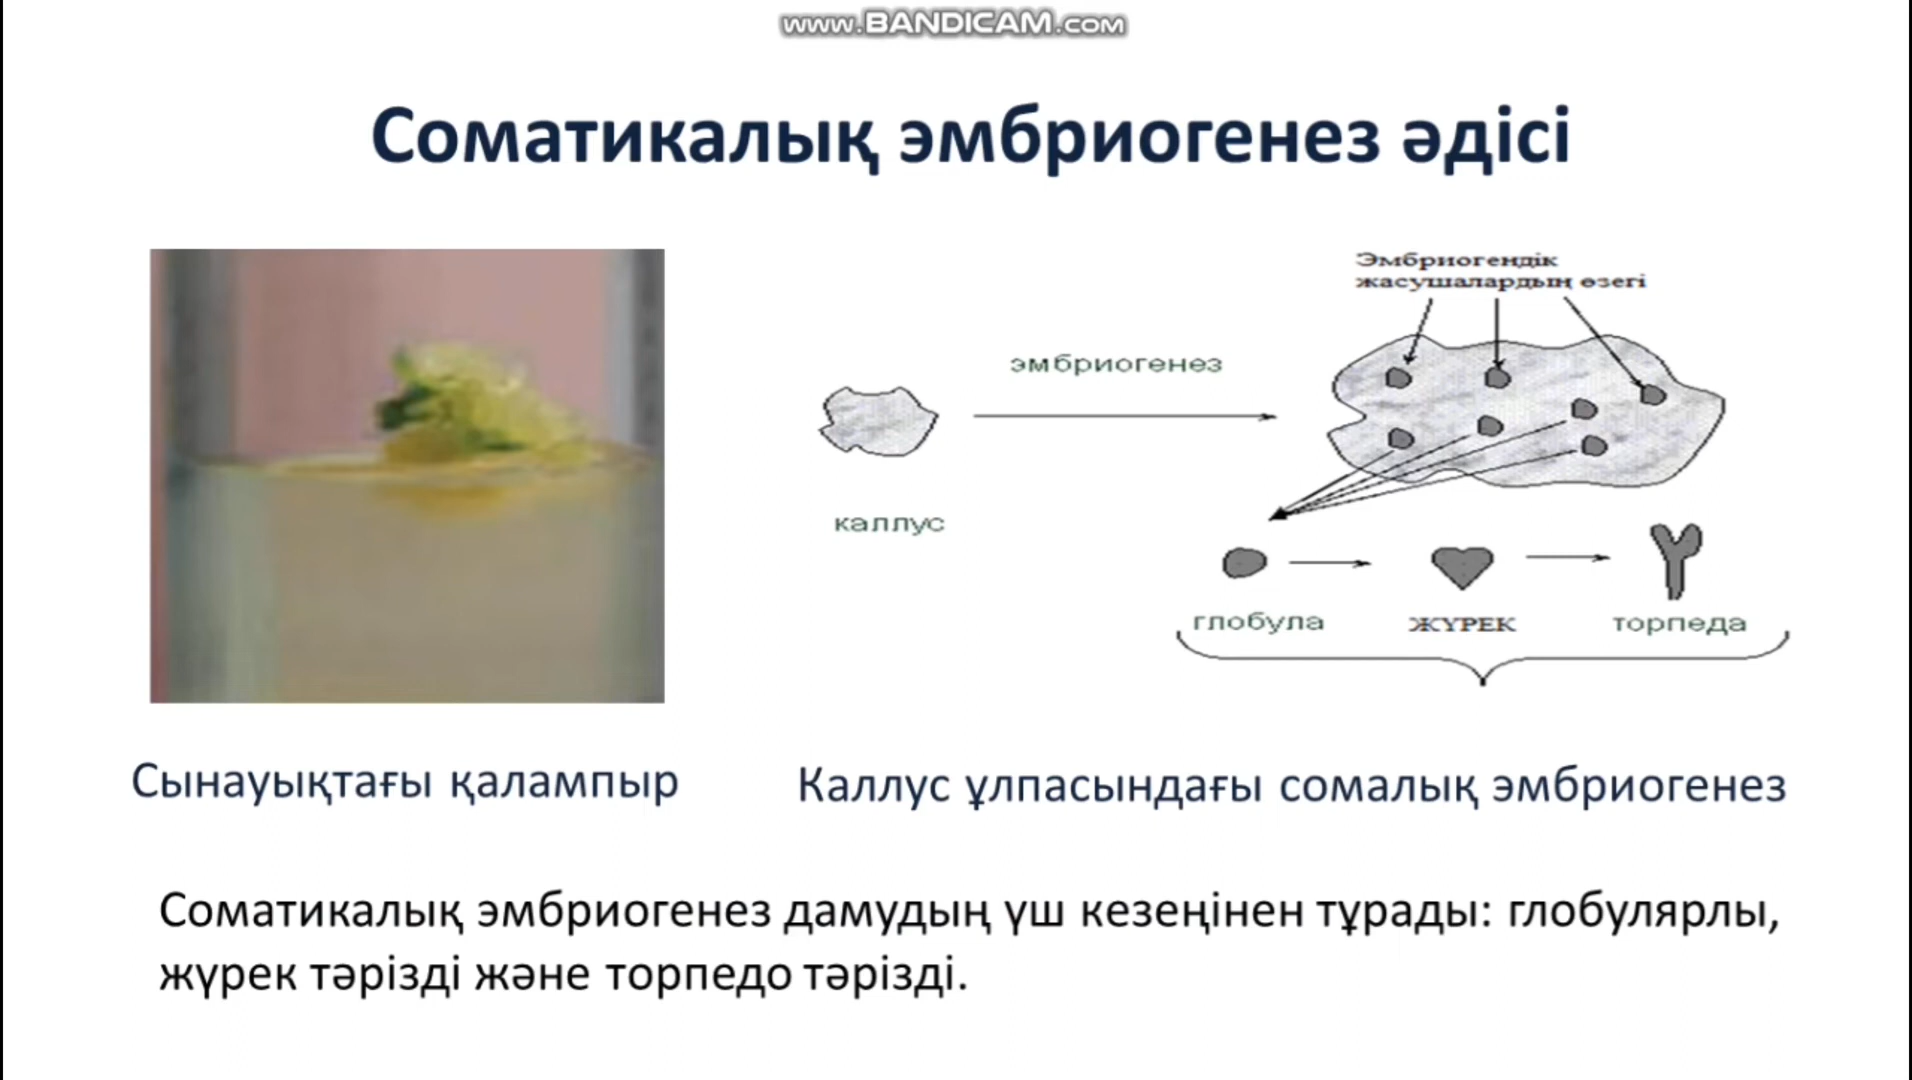 www.BANDICAM.com
Соматикалық эмбриогенез әдісі
Эмбриогендік
жасушалардың өзегі
эмбриогенез
каллус
глобула
ЖҮРЕК
торпеда
Сынауықтағы қалампыр
Каллус ұлпасындағы сомалық эмбриогенез
Соматикалық эмбриогенез дамудың үш кезеңінен тұрады: глобулярлы,
жүрек тәрізді және торпедо тәрізді.